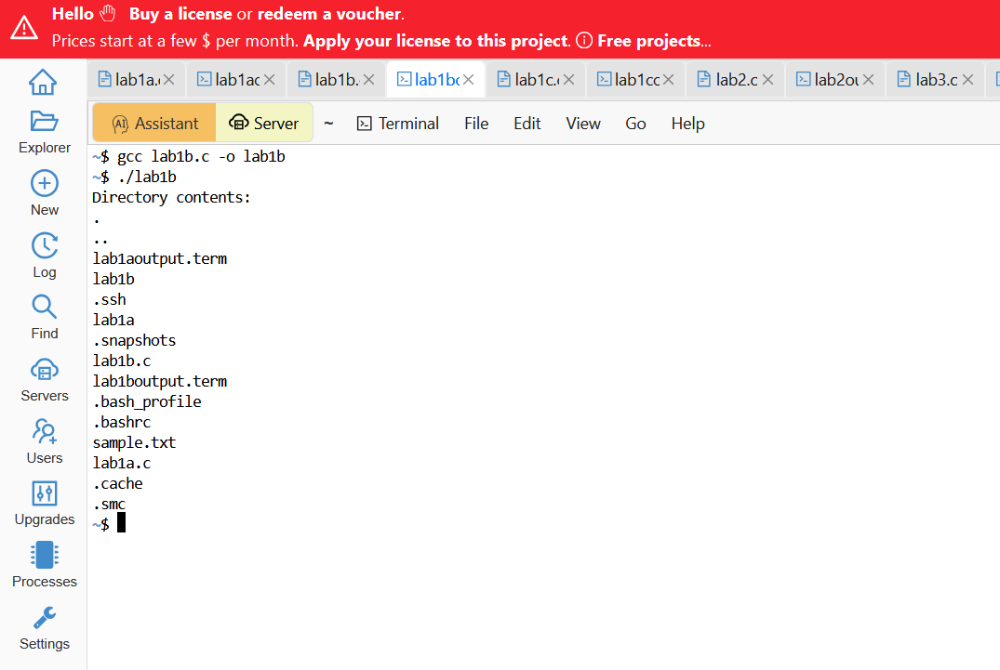 Hello Buy a license or redeem a voucher.
Prices start at a few $ per month. Apply your license to this project. Free projects...
lab1a. lab1ac lab1b. lab1bc lab1c. lab1cc lab2.c lab2ou lab3.c
Assistant Server ~ Terminal File Edit View Go Help
Explorer
New
Log
Find
Servers
Users
Upgrades
Processes
Settings
~$ gcc lab1b.c -o lab1b
~$ ./lab1b
Directory contents:
.
..
lab1aoutput.term
lab1b
.ssh
lab1a
.snapshots
lab1b.c
lab1boutput.term
.bash_profile
.bashrc
sample.txt
lab1a.c
.cache
.smc
~$